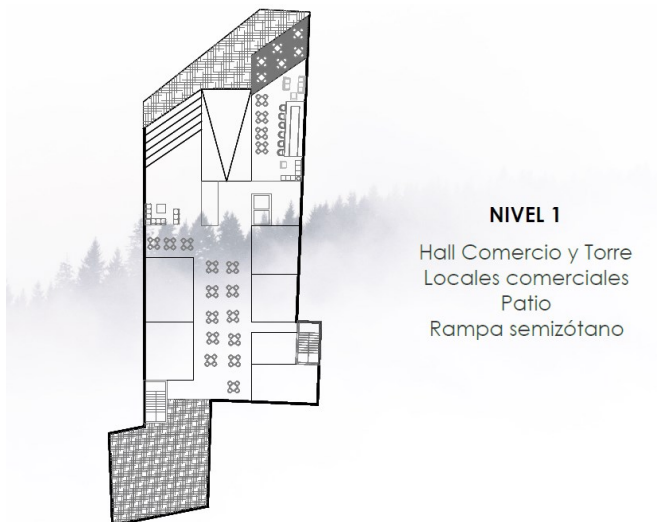 NIVEL 1
Hall Comercio y Torre
Locales comerciales
Patio
Rampa semizótano